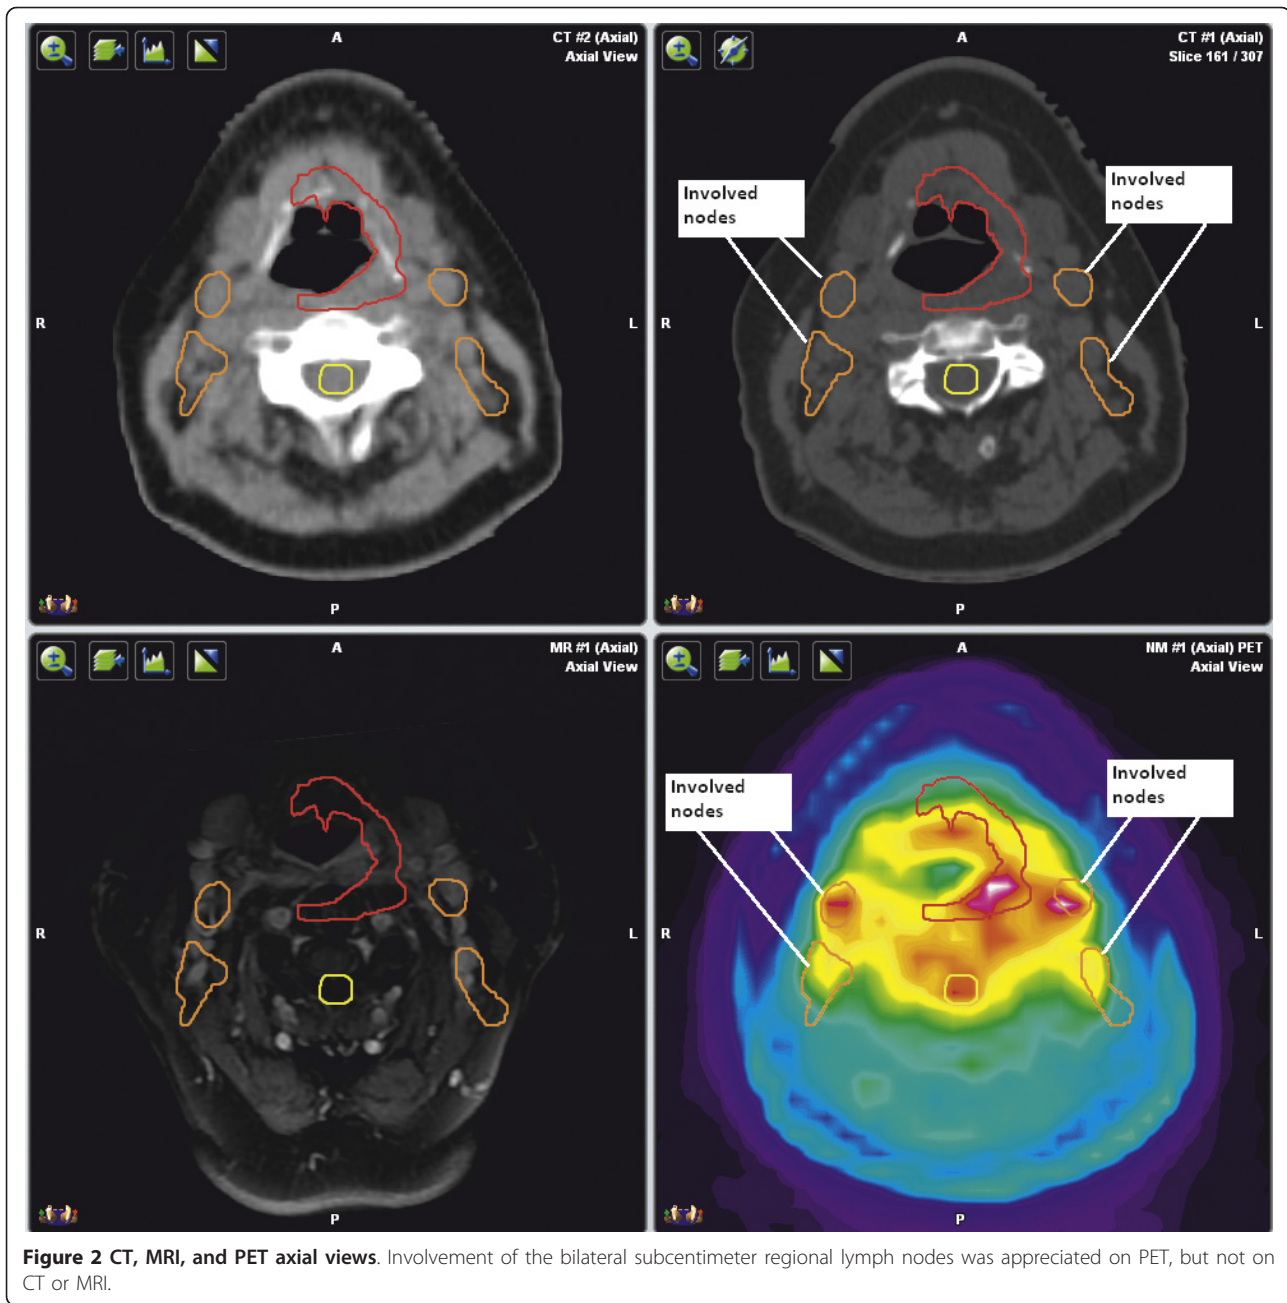 CT #2 (Axial)
Axial View
A
R
L
P
CT #1 (Axial)
Slice 161 / 307
A
Involved
nodes
Involved
nodes
R
L
P
MR #1 (Axial)
Axial View
A
R
L
P
NM #1 (Axial) PET
Axial View
A
Involved
nodes
Involved
nodes
R
L
P
Figure 2 CT, MRI, and PET axial views. Involvement of the bilateral subcentimeter regional lymph nodes was appreciated on PET, but not on
CT or MRI.